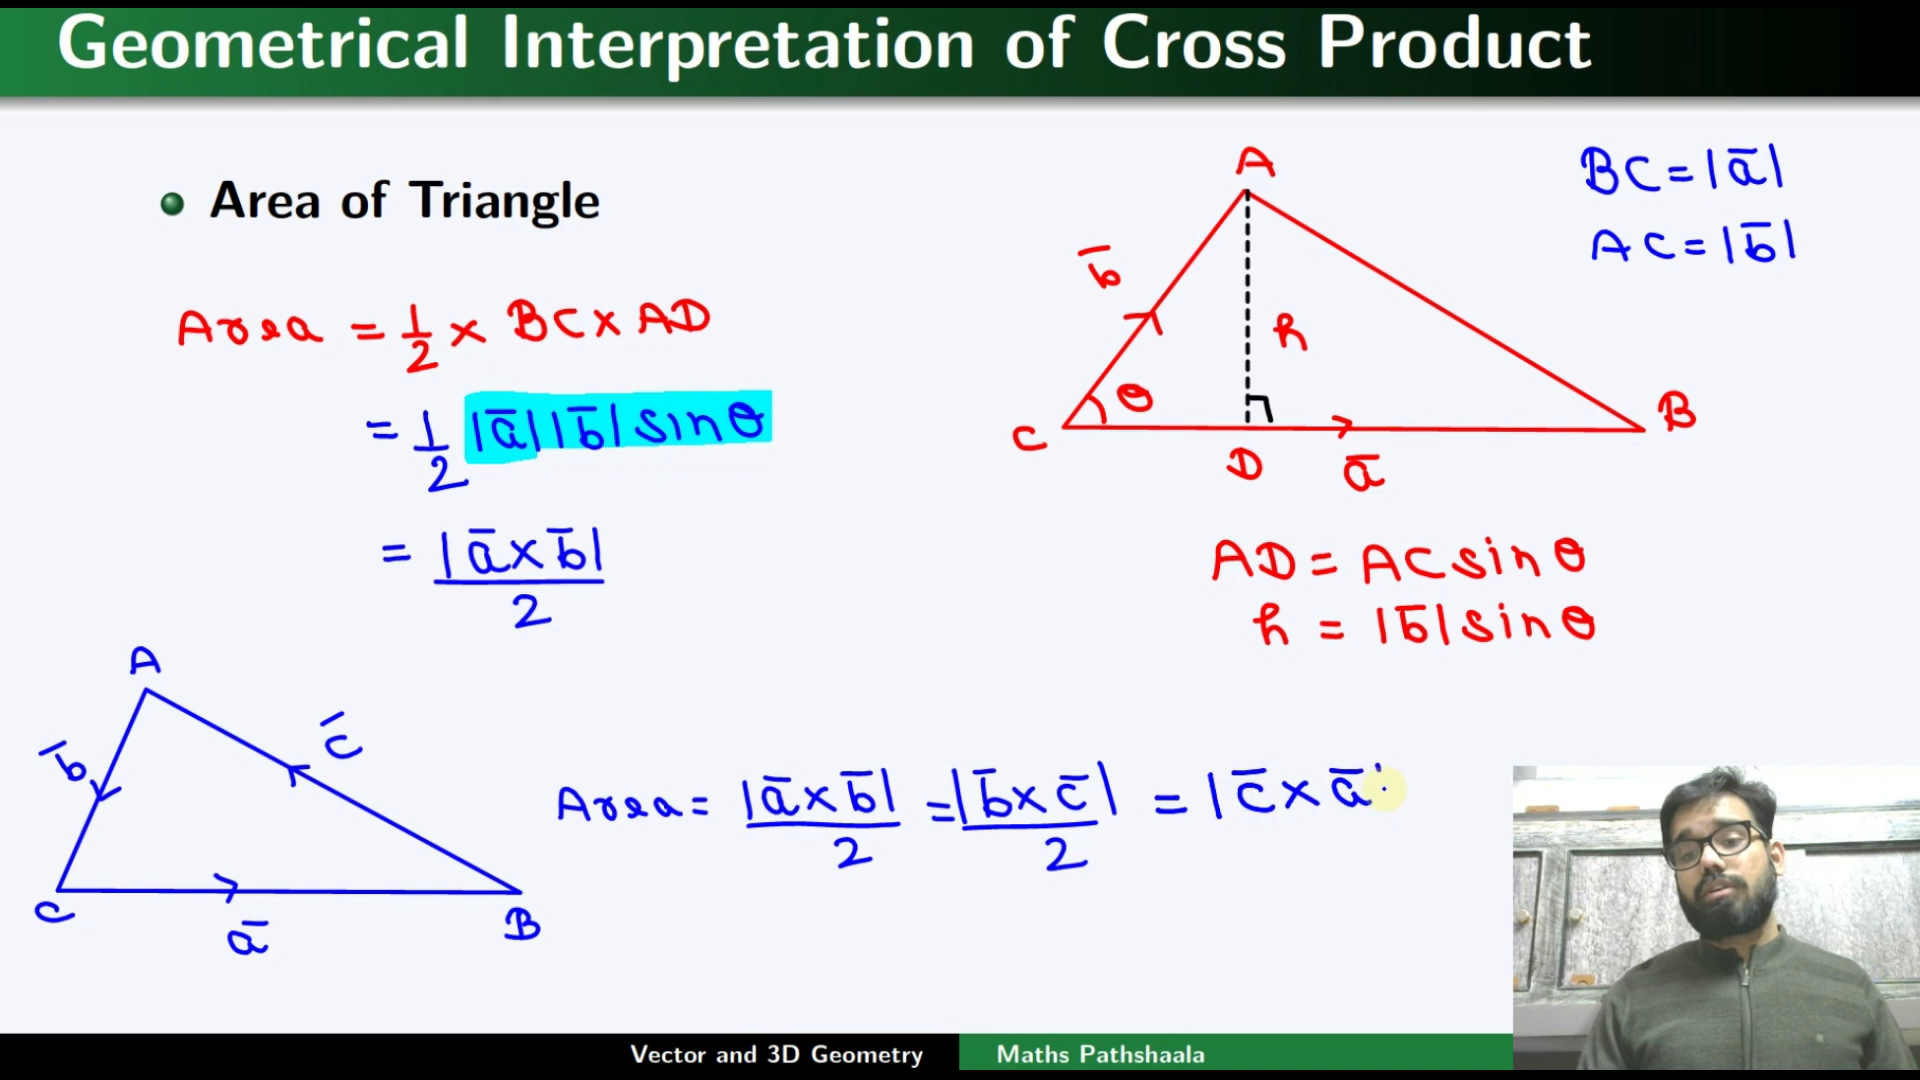 Geometrical Interpretation of Cross Product
Area of Triangle
Area = 1/2 × BC × AD
= 1/2 |a̅| |b̅| sinθ
= |a̅ × b̅| / 2
A
b̅
h
θ
C
D
a̅
B
BC = |a̅|
AC = |b̅|
AD = AC sinθ
h = |b̅| sinθ
A
b̅
c̅
C
a̅
B
Area = |a̅ × b̅| / 2 = |b̅ × c̅| / 2 = |c̅ × a̅
Vector and 3D Geometry
Maths Pathshaala